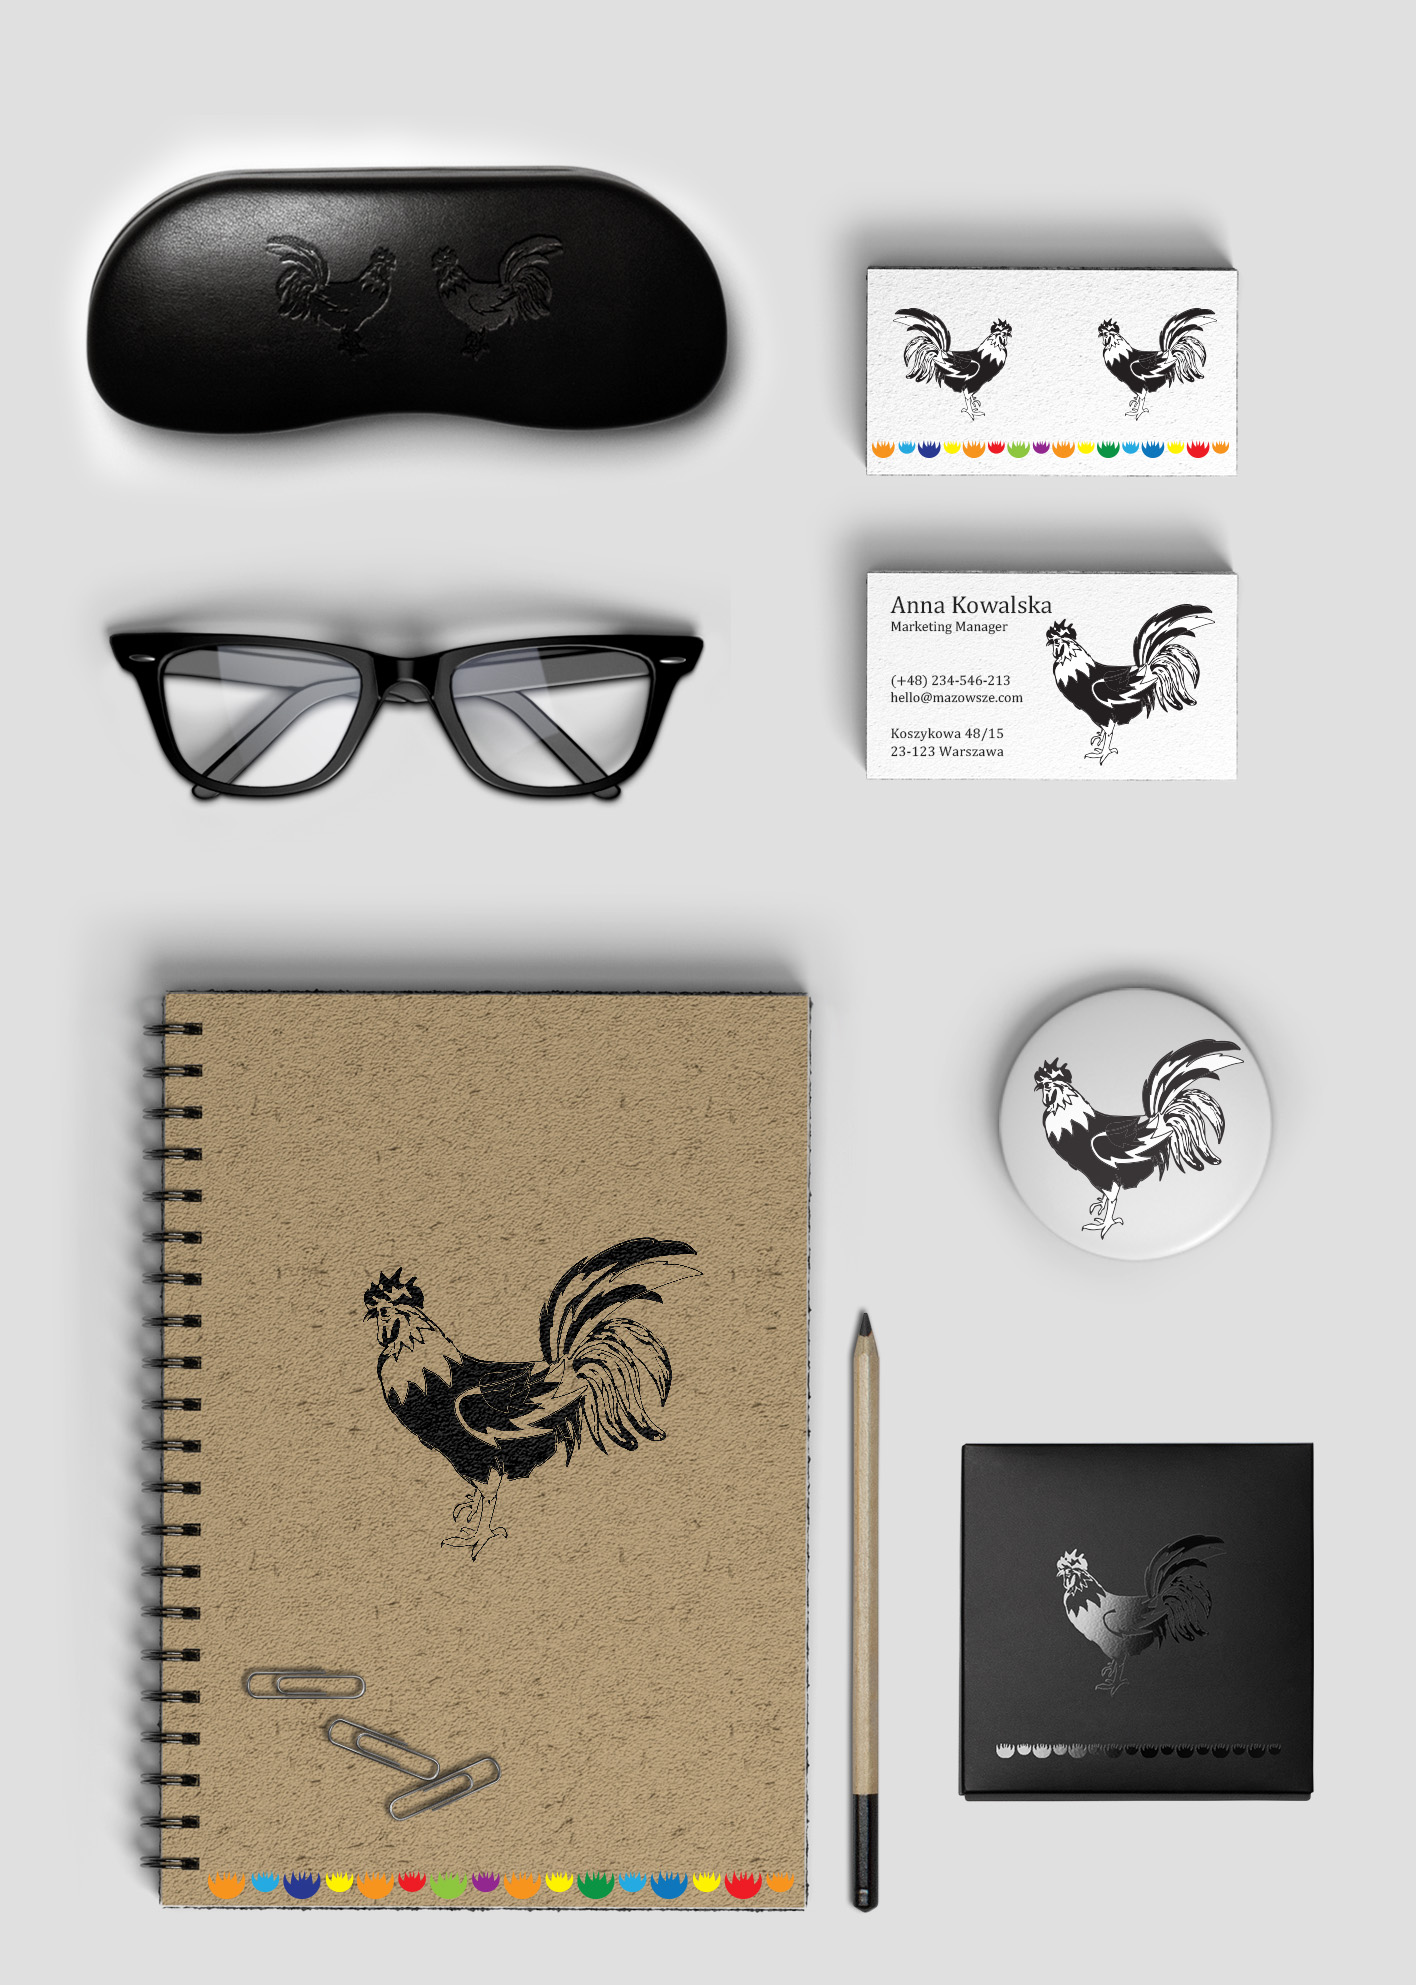 Anna Kowalska
Marketing Manager
(+48) 234-546-213
hello@mazowsze.com
Koszykowa 48/15
23-123 Warszawa